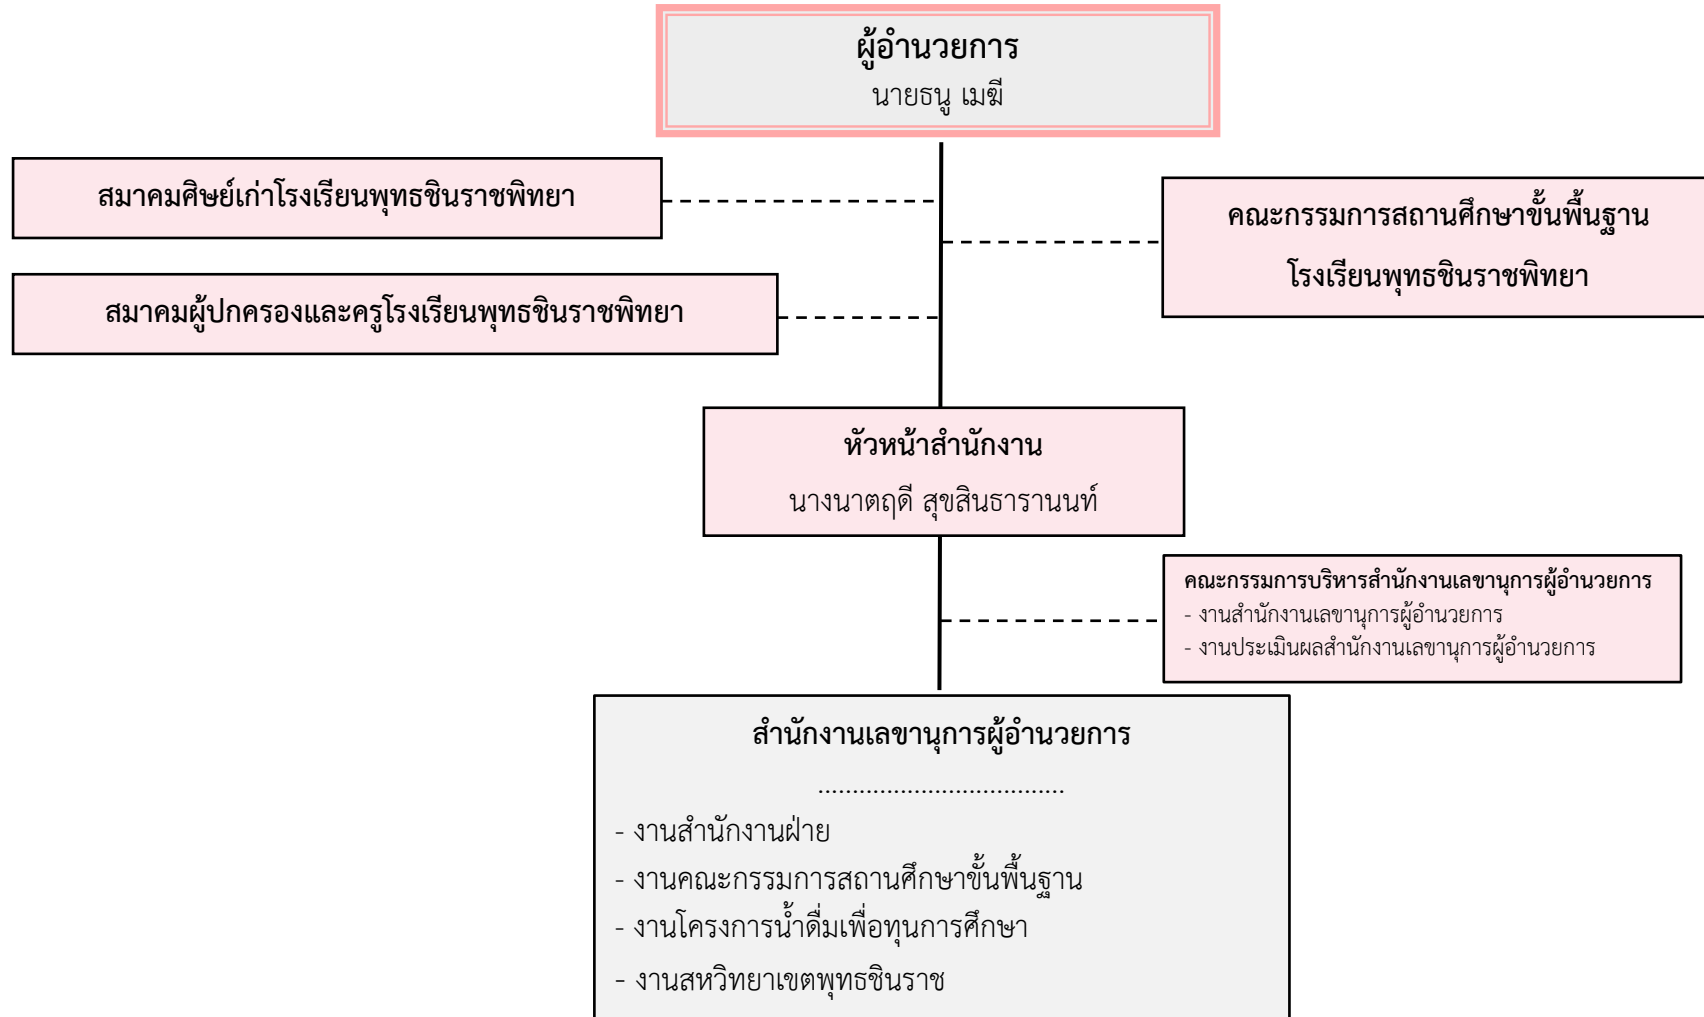 ผู้อำนวยการ
นายธนู เมฆี
สมาคมศิษย์เก่าโรงเรียนพุทธชินราชพิทยา
คณะกรรมการสถานศึกษาขั้นพื้นฐาน
โรงเรียนพุทธชินราชพิทยา
สมาคมผู้ปกครองและครูโรงเรียนพุทธชินราชพิทยา
หัวหน้าสำนักงาน
นางนาตฤดี สุขสินธารานนท์
คณะกรรมการบริหารสำนักงานเลขานุการผู้อำนวยการ
- งานสำนักงานเลขานุการผู้อำนวยการ
- งานประเมินผลสำนักงานเลขานุการผู้อำนวยการ
สำนักงานเลขานุการผู้อำนวยการ
....................................
- งานสำนักงานฝ่าย
- งานคณะกรรมการสถานศึกษาขั้นพื้นฐาน
- งานโครงการน้ำดื่มเพื่อทุนการศึกษา
- งานสหวิทยาเขตพุทธชินราช